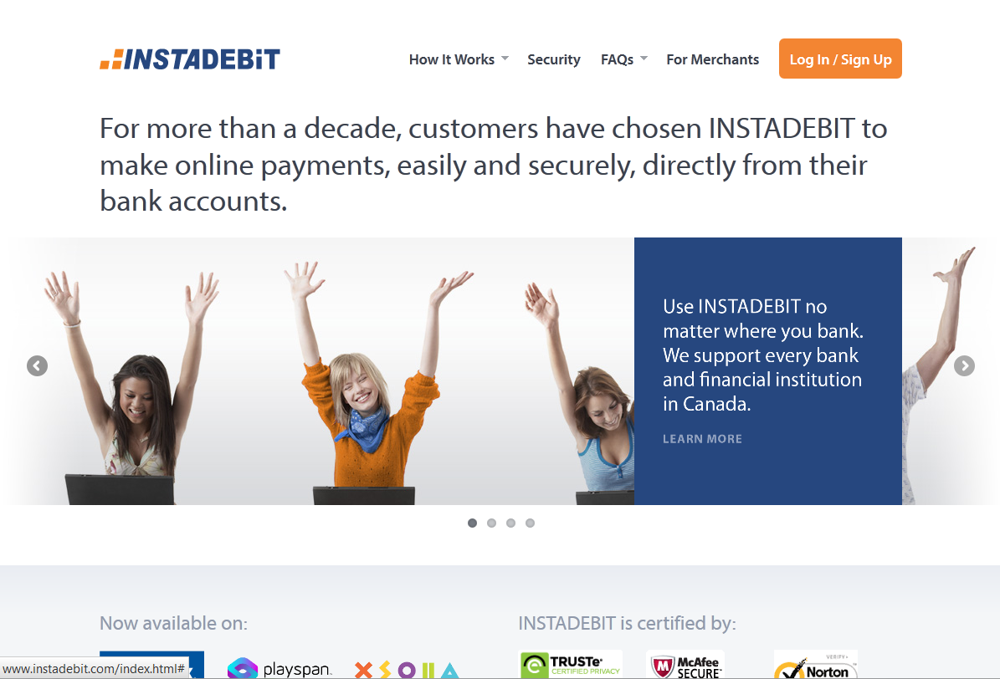 INSTADEBiT
How It Works
Security
FAQs
For Merchants
Log In / Sign Up
For more than a decade, customers have chosen INSTADEBIT to
make online payments, easily and securely, directly from their
bank accounts.
Use INSTADEBIT no
matter where you bank.
We support every bank
and financial institution
in Canada.
LEARN MORE
Now available on:
INSTADEBIT is certified by:
playspan
XSOLLA
TRUSTe
CERTIFIED PRIVACY
McAfee
SECURE
VERIFY
Norton
www.instadebit.com/index.html#